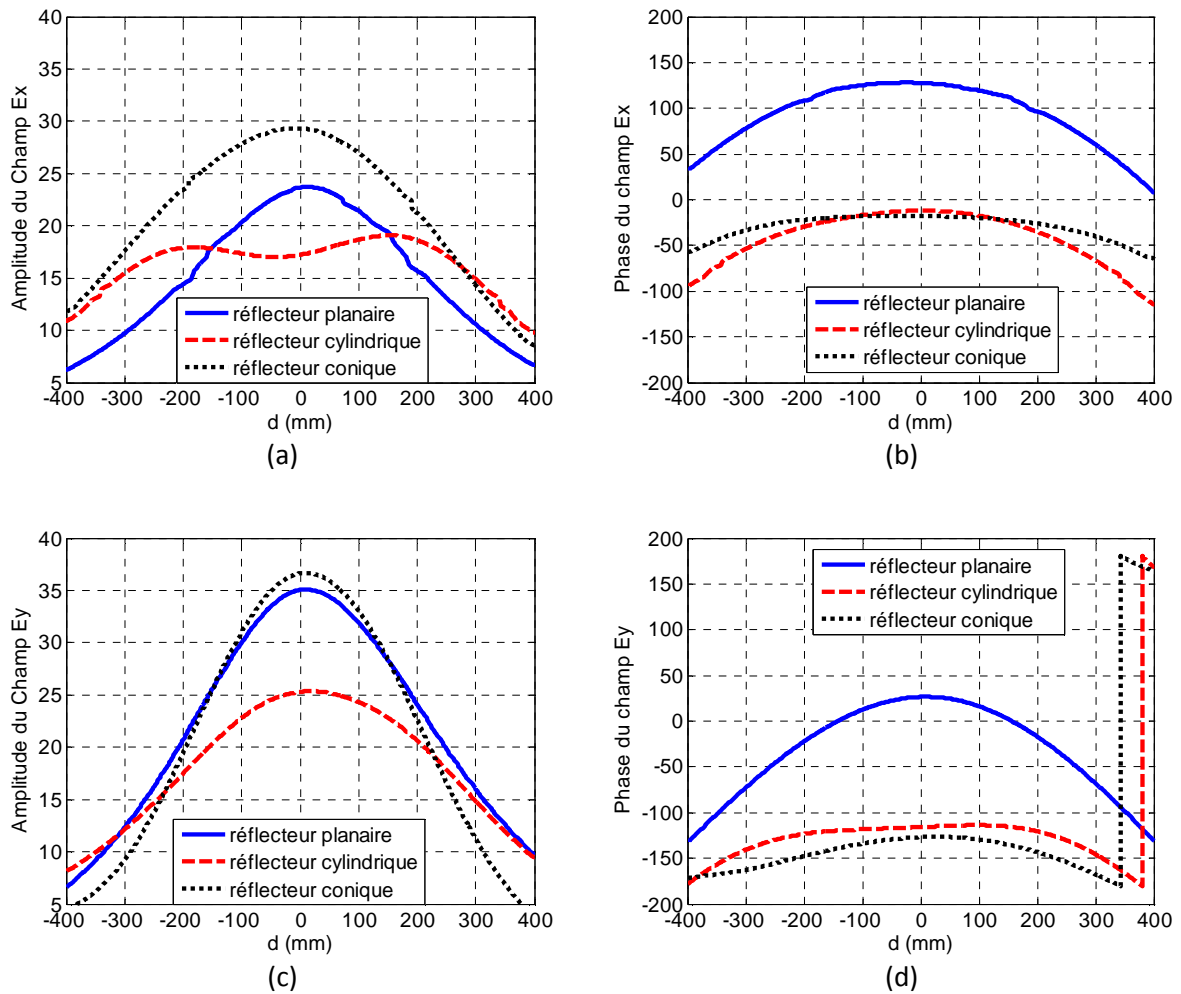 40
35
30
25
20
15
10
5
-400 -300 -200 -100 0 100 200 300 400
Amplitude du Champ Ex
d (mm)
réflecteur planaire
réflecteur cylindrique
réflecteur conique
(a)
200
150
100
50
0
-50
-100
-150
-200
-400 -300 -200 -100 0 100 200 300 400
Phase du champ Ex
d (mm)
réflecteur planaire
réflecteur cylindrique
réflecteur conique
(b)
40
35
30
25
20
15
10
5
-400 -300 -200 -100 0 100 200 300 400
Amplitude du Champ Ey
d (mm)
réflecteur planaire
réflecteur cylindrique
réflecteur conique
(c)
200
150
100
50
0
-50
-100
-150
-200
-400 -300 -200 -100 0 100 200 300 400
Phase du champ Ey
d (mm)
réflecteur planaire
réflecteur cylindrique
réflecteur conique
(d)